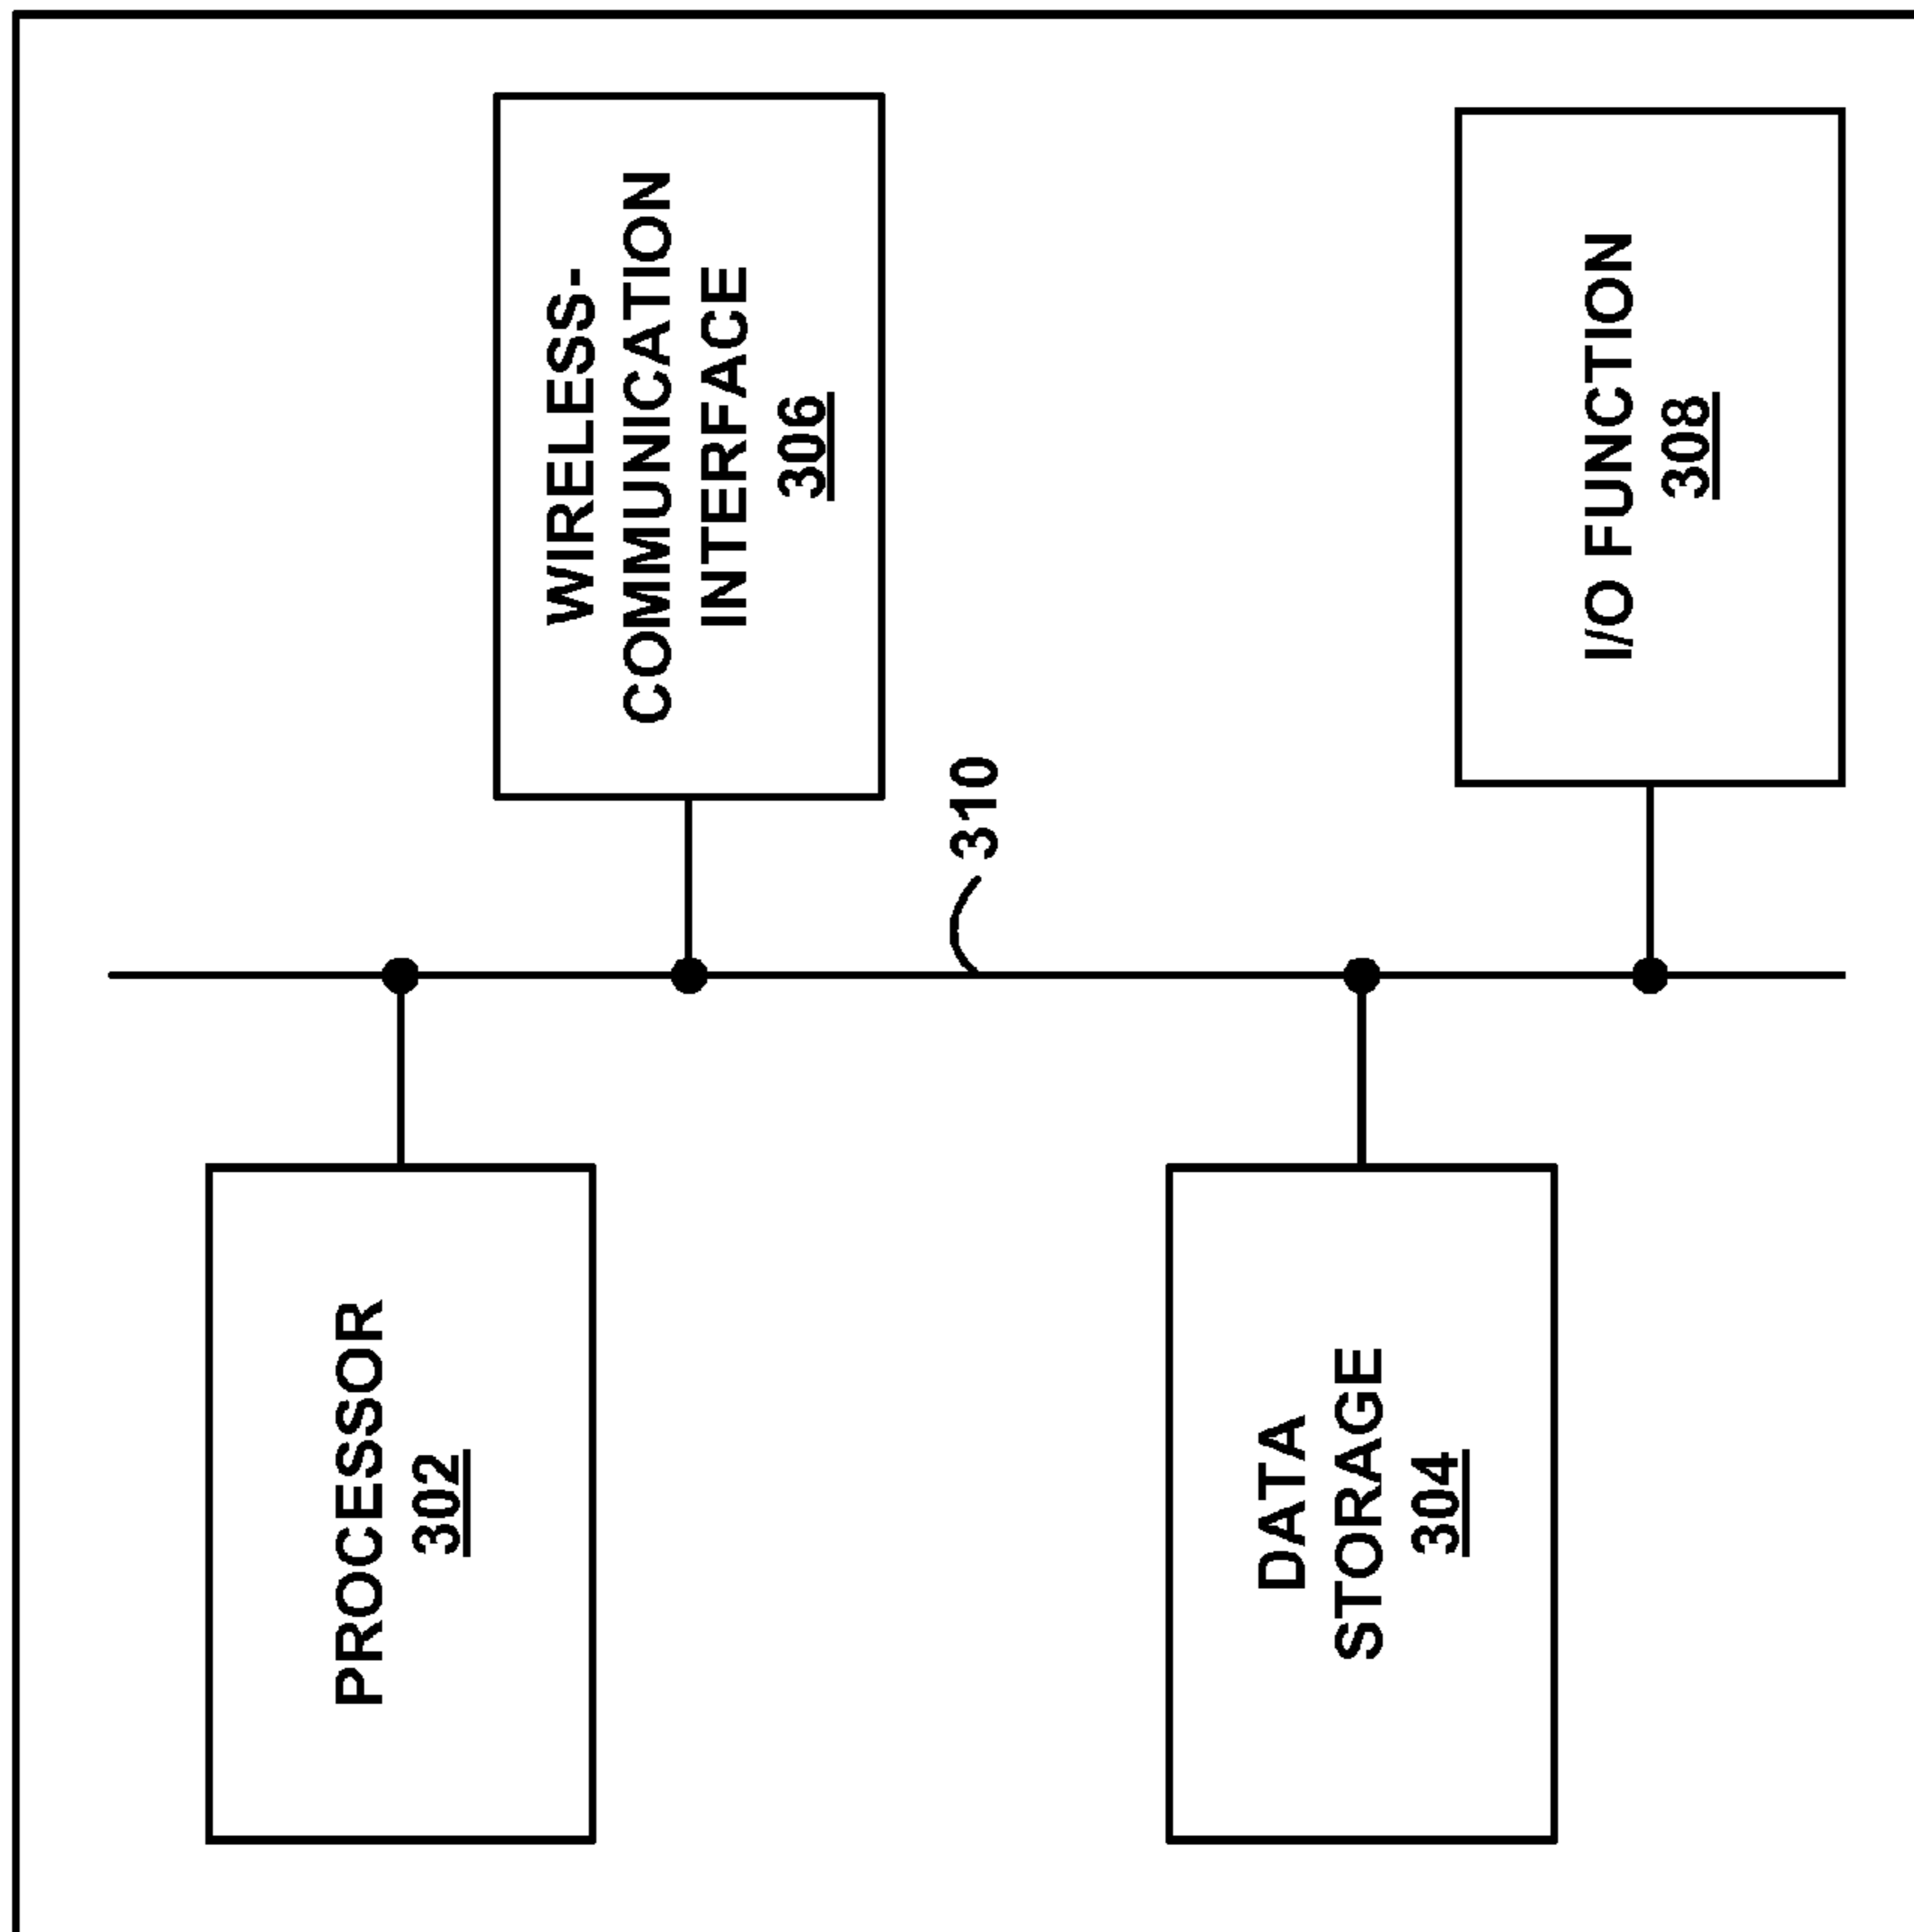 PROCESSOR
302
DATA
STORAGE
304
310
WIRELESS-
COMMUNICATION
INTERFACE
306
I/O FUNCTION
308